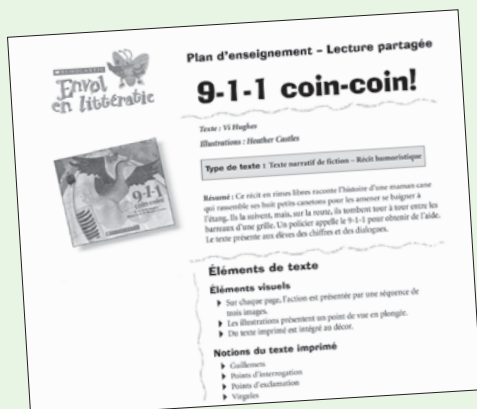 Plan d'enseignement – Lecture partagée
SCHOLASTIC
Envol
en littératie
9-1-1 coin-coin!
Texte : Vi Hughes
Illustrations : Heather Castles
Type de texte : Texte narratif de fiction – Récit humoristique
9-1-1
COIN-COIN!
Résumé : Ce récit en rimes libres raconte l'histoire d'une maman cane
qui rassemble ses huit petits canetons pour les amener se baigner à
l'étang. Ils la suivent, mais, sur la route, ils tombent tour à tour entre les
barreaux d'une grille. Un policier appelle le 9-1-1 pour obtenir de l'aide.
Le texte présente aux élèves des chiffres et des dialogues.
Éléments de texte
Éléments visuels
Sur chaque page, l'action est présentée par une séquence de
trois images.
Les illustrations présentent un point de vue en plongée.
Du texte imprimé est intégré au décor.
Notions du texte imprimé
Guillemets
Points d'interrogation
Points d'exclamation
Virgules